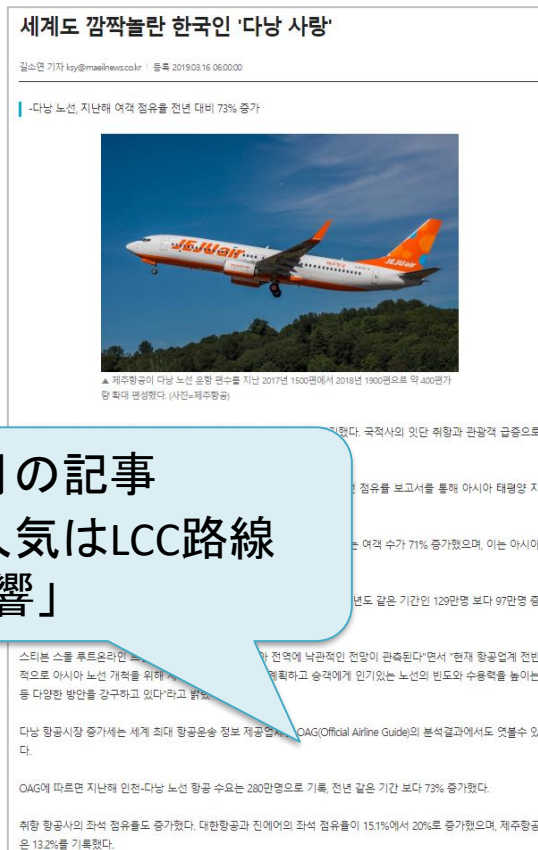 세계도 깜짝놀란 한국인 '다낭 사랑'
길소연 기자 ksy@maeilnews.co.kr | 등록 2019.03.16 06:00:00
-다낭 노선, 지난해 여객 점유율 전년 대비 73% 증가
JEJUair
JEJUair
▲ 제주항공이 다낭 노선 운항 편수를 지난 2017년 1500편에서 2018년 1900편으로 약 400편가
량 확대 편성했다. (사진=제주항공)
했다. 국적사의 잇단 취항과 관광객 급증으로
점유율 보고서를 통해 아시아 태평양 지
の記事
여객 수가 71% 증가했으며, 이는 아시아
人気はLCC路線
년도 같은 기간인 129만명 보다 97만명 증
響」
스티븐 스몰 루트온라인
전역에 낙관적인 전망이 관측된다"면서 "현재 항공업계 전반
적으로 아시아 노선 개척을 위해
계획하고 승객에게 인기있는 노선의 빈도와 수용력을 높이는
등 다양한 방안을 강구하고 있다"라고 밝혔
다낭 항공시장 증가세는 세계 최대 항공운송 정보 제공업체인 OAG(Official Airline Guide)의 분석결과에서도 엿볼수 있
다.
OAG에 따르면 지난해 인천-다낭 노선 항공 수요는 280만명으로 기록, 전년 같은 기간 보다 73% 증가했다.
취항 항공사의 좌석 점유율도 증가했다. 대한항공과 진에어의 좌석 점유율이 15.1%에서 20%로 증가했으며, 제주항공
은 13.2%를 기록했다.